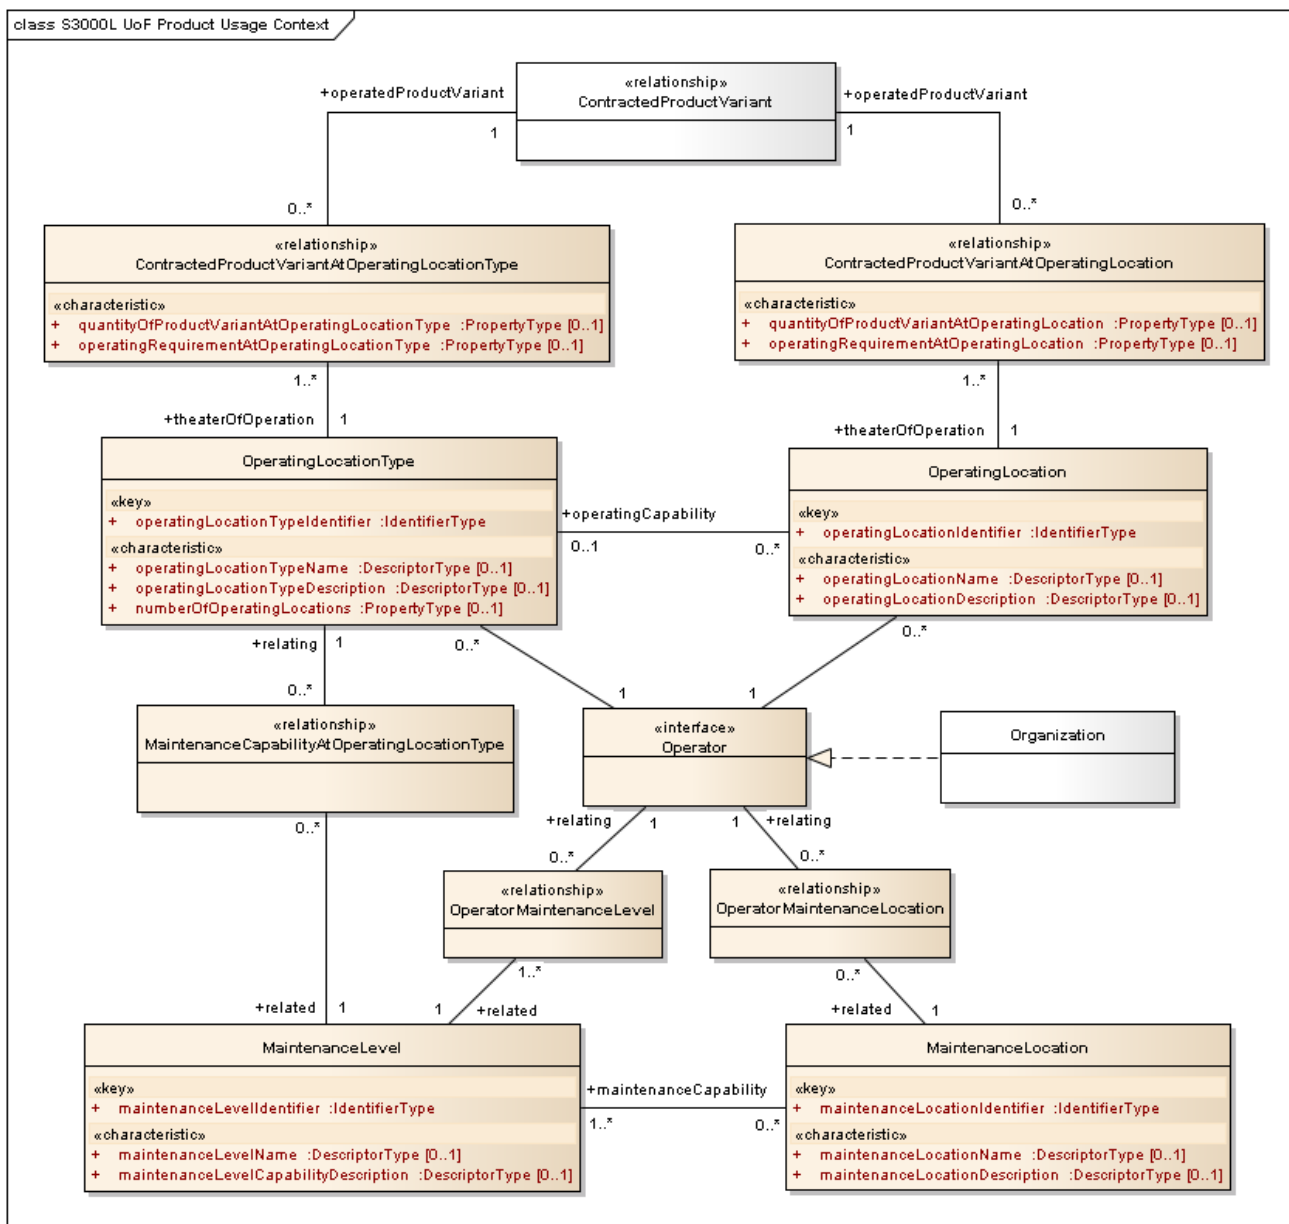 class S3000L UoF Product Usage Context
«relationship»
ContractedProductVariant
+operatedProductVariant
1
+operatedProductVariant
1
0..*
0..*
«relationship»
ContractedProductVariantAtOperatingLocationType
«characteristic»
+ quantityOfProductVariantAtOperatingLocationType :PropertyType [0..1]
+ operatingRequirementAtOperatingLocationType :PropertyType [0..1]
«relationship»
ContractedProductVariantAtOperatingLocation
«characteristic»
+ quantityOfProductVariantAtOperatingLocation :PropertyType [0..1]
+ operatingRequirementAtOperatingLocation :PropertyType [0..1]
1..*
+theaterOfOperation 1
1..*
+theaterOfOperation 1
OperatingLocationType
«key»
+ operatingLocationTypeIdentifier :IdentifierType
«characteristic»
+ operatingLocationTypeName :DescriptorType [0..1]
+ operatingLocationTypeDescription :DescriptorType [0..1]
+ numberOfOperatingLocations :PropertyType [0..1]
+operatingCapability
0..1
0..*
OperatingLocation
«key»
+ operatingLocationIdentifier :IdentifierType
«characteristic»
+ operatingLocationName :DescriptorType [0..1]
+ operatingLocationDescription :DescriptorType [0..1]
+relating 1
0..*
0..*
0..*
1
1
«relationship»
MaintenanceCapabilityAtOperatingLocationType
«interface»
Operator
Organization
0..*
+relating 1
1 +relating
0..*
0..*
«relationship»
OperatorMaintenanceLevel
«relationship»
OperatorMaintenanceLocation
1..*
0..*
+related 1
1 +related
+related 1
MaintenanceLevel
«key»
+ maintenanceLevelIdentifier :IdentifierType
«characteristic»
+ maintenanceLevelName :DescriptorType [0..1]
+ maintenanceLevelCapabilityDescription :DescriptorType [0..1]
+maintenanceCapability
1..*
0..*
MaintenanceLocation
«key»
+ maintenanceLocationIdentifier :IdentifierType
«characteristic»
+ maintenanceLocationName :DescriptorType [0..1]
+ maintenanceLocationDescription :DescriptorType [0..1]